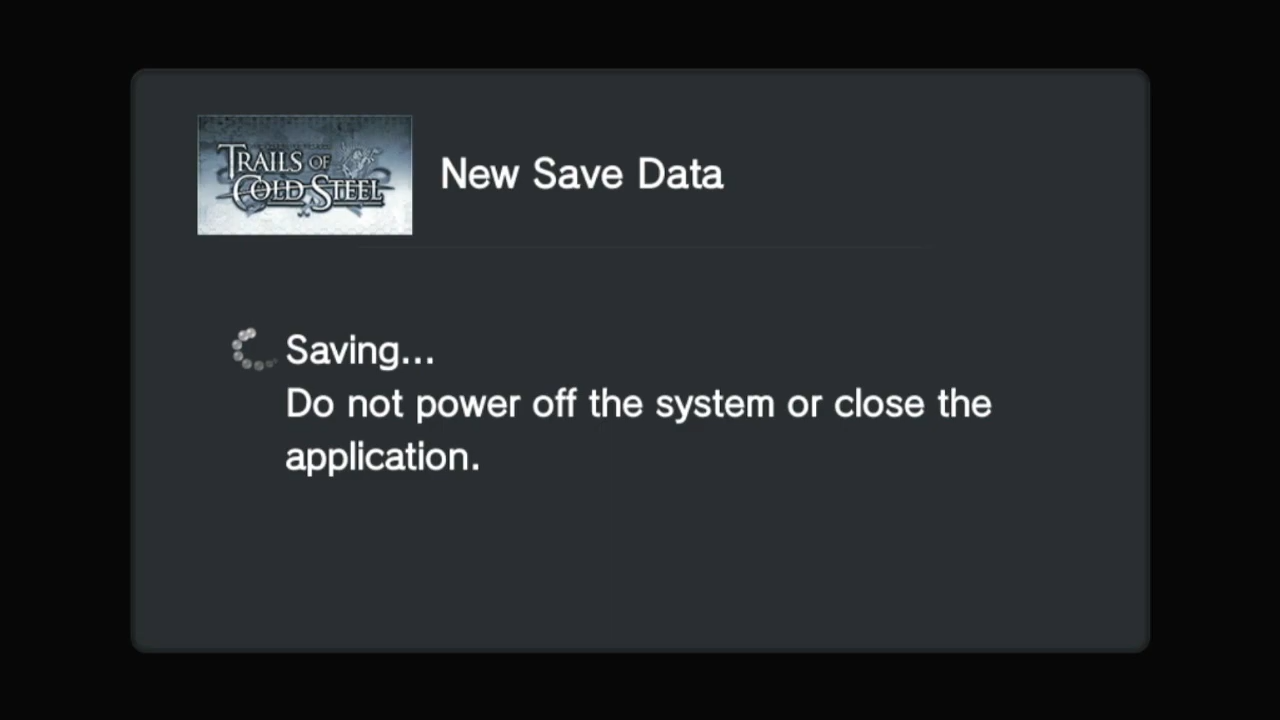 TRAILS OF
COLD STEEL
New Save Data
Saving...
Do not power off the system or close the
application.